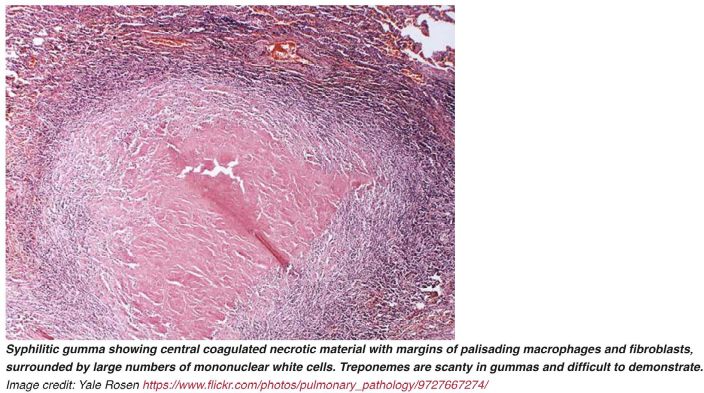 Syphilitic gumma showing central coagulated necrotic material with margins of palisading macrophages and fibroblasts,
surrounded by large numbers of mononuclear white cells. Treponemes are scanty in gummas and difficult to demonstrate.
Image credit: Yale Rosen https://www.flickr.com/photos/pulmonary_pathology/9727667274/